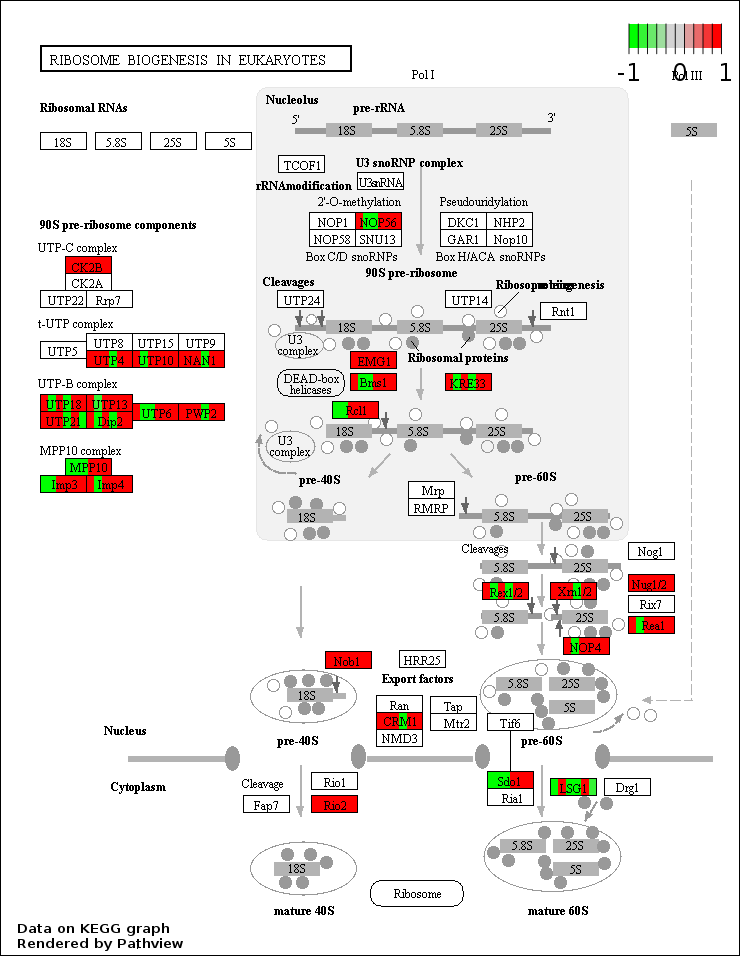 -1 0 1
RIBOSOME BIOGENESIS IN EUKARYOTES
Pol I
Pol III
Ribosomal RNAs
18S 5.8S 25S 5S
Nucleolus
pre-rRNA
5' 3'
18S 5.8S 25S
5S
TCOF1
U3 snoRNP complex
U3snRNA
rRNAmodification
2'-O-methylation
Pseudouridylation
NOP1 NOP56
NOP58 SNU13
DKC1 NHP2
GAR1 Nop10
Box C/D snoRNPs
Box H/ACA snoRNPs
90S pre-ribosome components
UTP-C complex
CK2B
CK2A
UTP22 Rrp7
t-UTP complex
UTP5
UTP8 UTP15 UTP9
UTP4 UTP10 NAN1
UTP-B complex
UTP18 UTP13
UTP21 Dip2
UTP6 PWP2
MPP10 complex
MPP10
Imp3 Imp4
90S pre-ribosome
Cleavages
UTP24
UTP14
Rnt1
18S 5.8S 25S
U3
complex
Ribosomal proteins
EMG1
DEAD-box
helicases
Bms1
KRE33
Rcl1
18S 5.8S 25S
U3
complex
pre-40S
pre-60S
18S
Mrp
RMRP
5.8S 25S
Cleavages
5.8S 25S
Nog1
Nug1/2
Rix7
Rea1
Rex1/2
Xrn1/2
5.8S 25S
NOP4
Nob1
HRR25
Export factors
18S
Ran
CRM1
NMD3
Tap
Mtr2
5.8S 25S
5S
Tif6
Nucleus
pre-40S
pre-60S
Cytoplasm
Cleavage
Fap7
Rio1
Rio2
Sdo1
Ria1
LSG1
Drg1
18S
5.8S 25S
5S
Ribosome
mature 40S
mature 60S
Data on KEGG graph
Rendered by Pathview